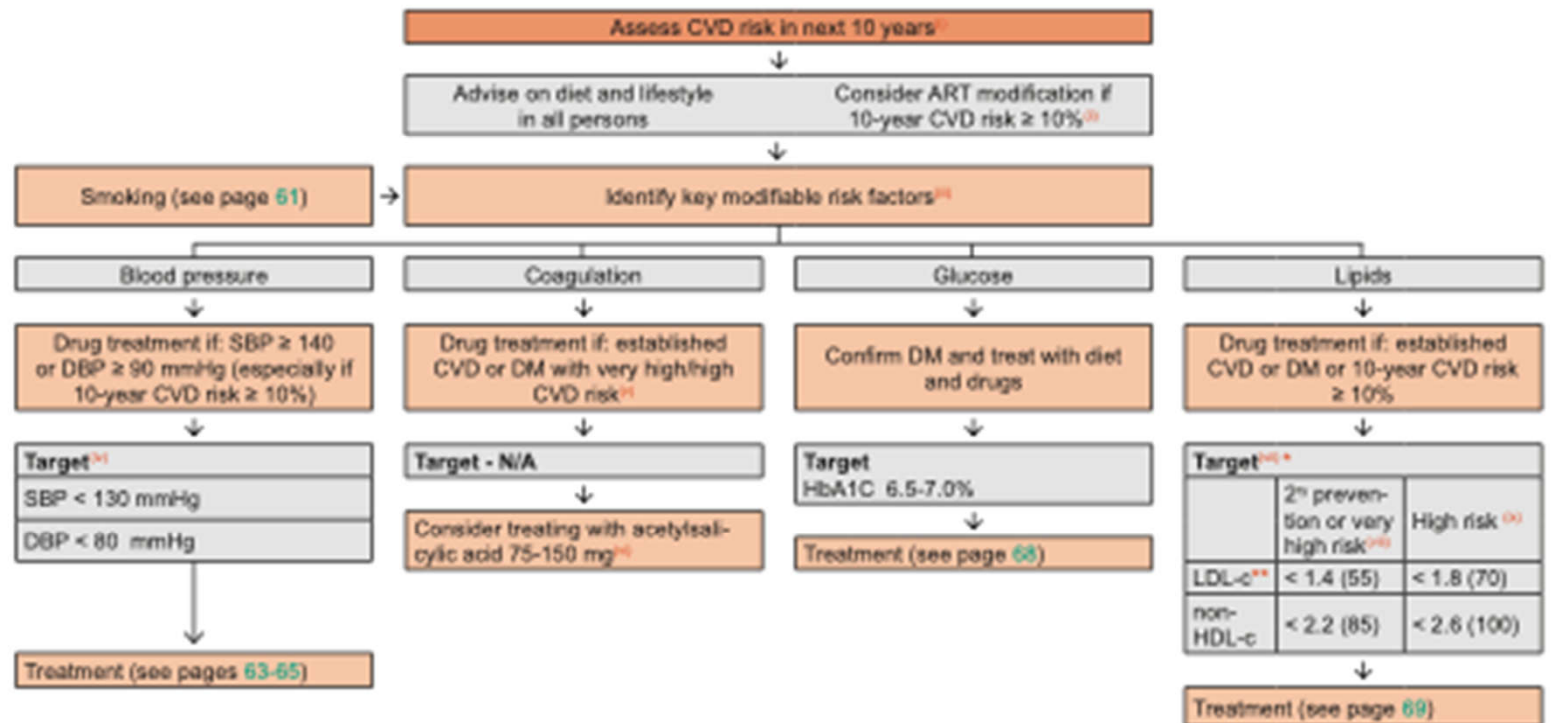 Assess CVD risk in next 10 years
Advise on diet and lifestyle
in all persons
Consider ART modification if
10-year CVD risk ≥ 10%
Smoking (see page 61)
Identify key modifiable risk factors
Blood pressure
Coagulation
Glucose
Lipids
Drug treatment if: SBP ≥ 140
or DBP ≥ 90 mmHg (especially if
10-year CVD risk ≥ 10%)
Drug treatment if: established
CVD or DM with very high/high
CVD risk
Confirm DM and treat with diet
and drugs
Drug treatment if: established
CVD or DM or 10-year CVD risk
≥ 10%
Target
SBP < 130 mmHg
DBP < 80 mmHg
Treatment (see pages 63-65)
Target - N/A
Consider treating with acetylsali-
cylic acid 75-150 mg
Target
HbA1C 6.5-7.0%
Treatment (see page 68)
Target *
2ry preven-
tion or very
high risk
High risk
LDL-c** < 1.4 (55) < 1.8 (70)
non-
HDL-c < 2.2 (85) < 2.6 (100)
Treatment (see page 69)